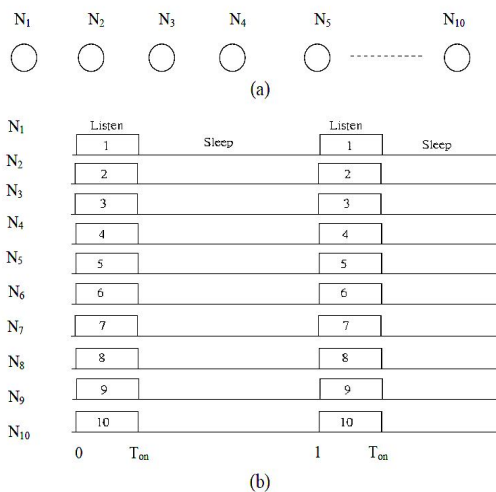 N₁ N₂ N₃ N₄ N₅ N₁₀
(a)
N₁ Listen Listen
1 Sleep 1 Sleep
N₂
2 2
N₃
3 3
N₄
4 4
N₅
5 5
N₆
6 6
N₇
7 7
N₈
8 8
N₉
9 9
N₁₀
10 10
0 Tₒₙ 1 Tₒₙ
(b)